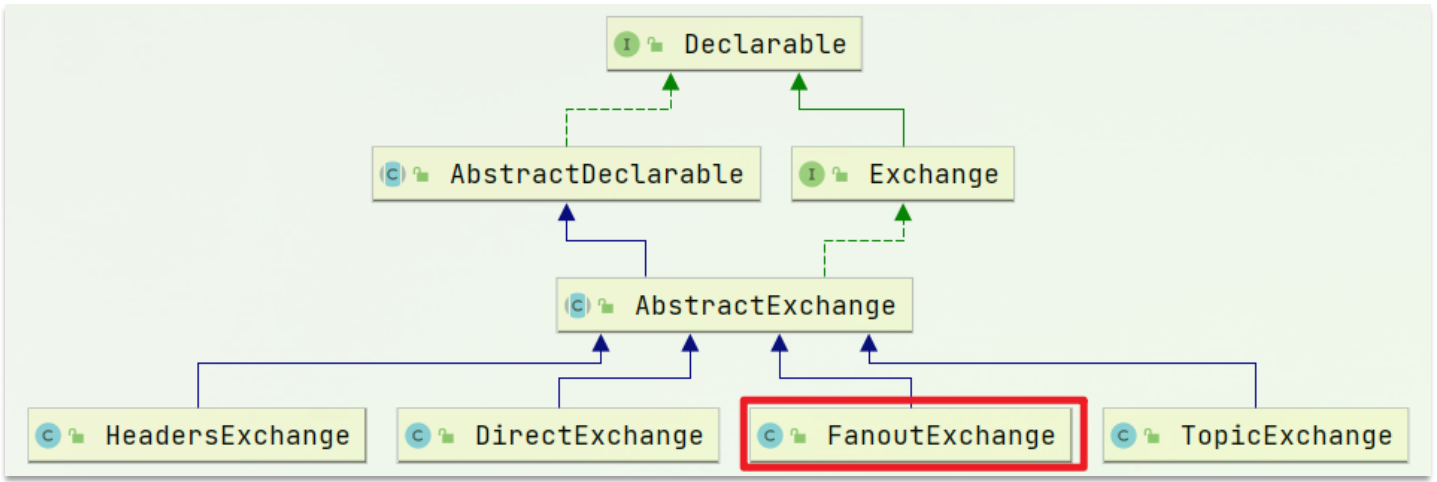 I Declarable
C AbstractDeclarable
I Exchange
C AbstractExchange
C HeadersExchange
C DirectExchange
C FanoutExchange
C TopicExchange